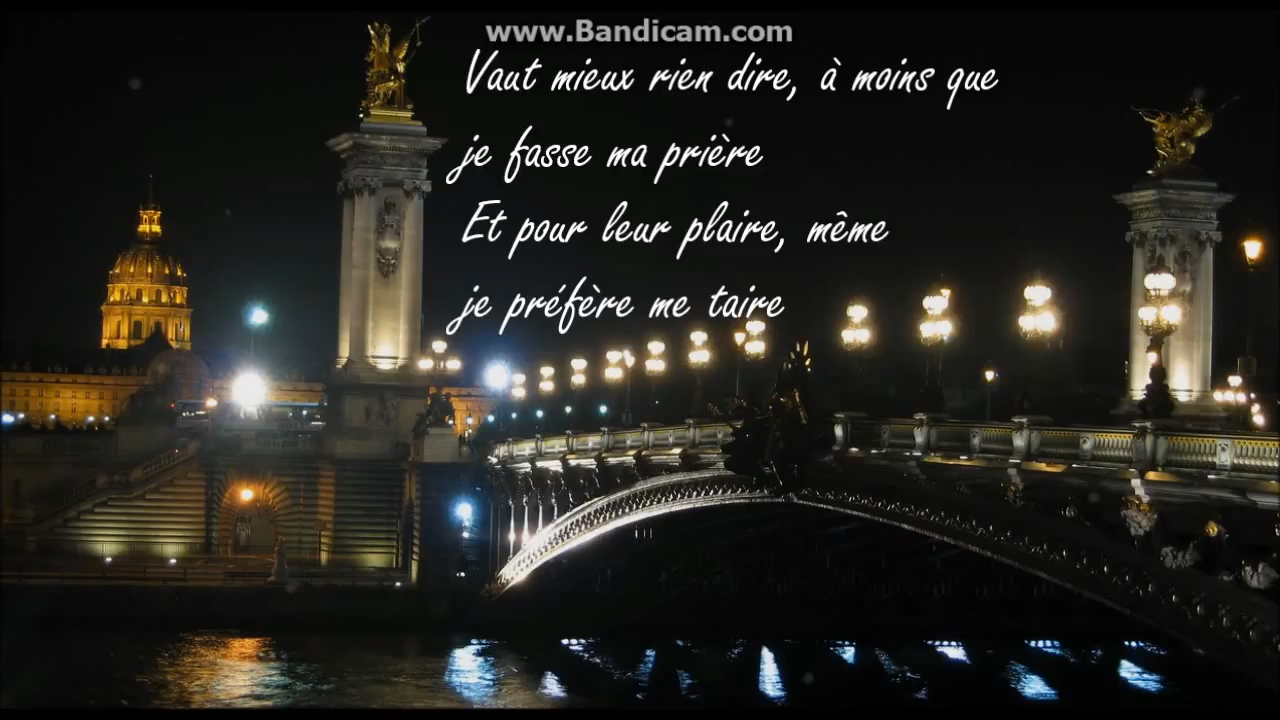 www.Bandicam.com
Vaut mieux rien dire, à moins que
je fasse ma prière
Et pour leur plaire, même
je préfère me taire